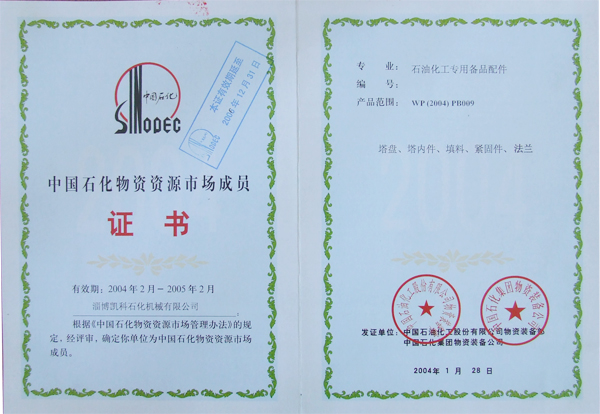 中国石化
SINOPEC
本证有效期延至
2006年12月31日
中国石化物资资源市场成员
证书
有效期：2004年2月－2005年2月
淄博凯科石化机械有限公司：
根据《中国石化物资资源市场管理办法》的规
定，经评审，确定你单位为中国石化物资资源市场
成员。
专业：石油化工专用备品配件
编号：
产品范围：WP (2004) PB009
塔盘、塔内件、填料、紧固件、法兰
发证单位：中国石油化工股份有限公司物资装备部
中国石化集团物资装备公司
2004年1月28日